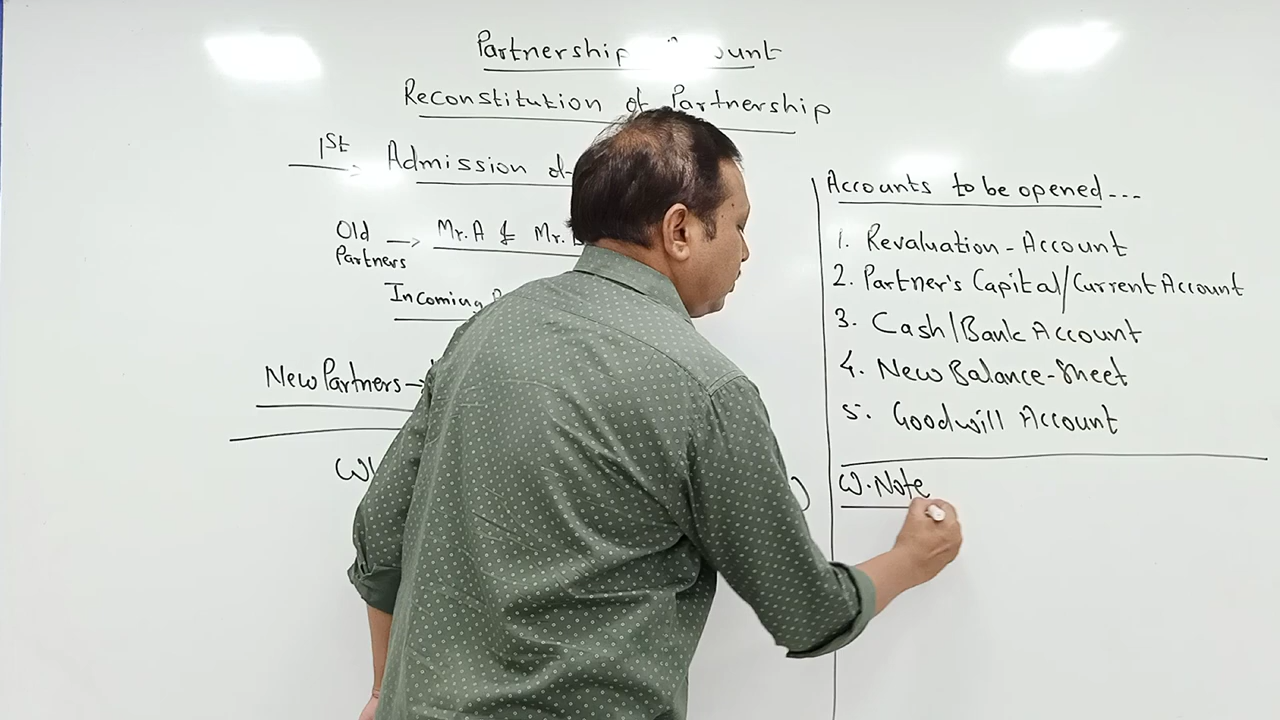 Partnership
Reconstitution of Partnership
1st Admission of
Old Partners → Mr. A & Mr.
Incoming
New Partners →
Accounts to be opened ---
1. Revaluation - Account
2. Partner's Capital/Current Account
3. Cash/Bank Account
4. New Balance-Sheet
5. Goodwill Account
W. Note